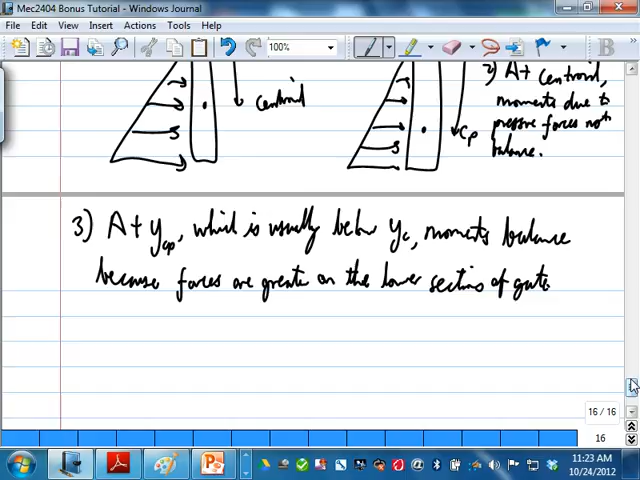 Mec2404 Bonus Tutorial - Windows Journal
File Edit View Insert Actions Tools Help
100%
B
centroid
cp
2) At centroid,
moments due to
pressure forces not
balance.
3) At ycp, which is usually below yc, moments balance
because forces are greater on the lower section of gate
16 / 16
16
11:23 AM
10/24/2012